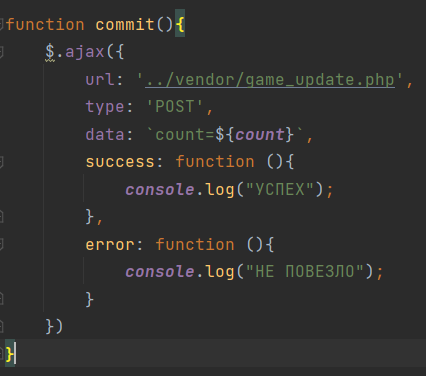 function commit(){
$.ajax({
url: '../vendor/game_update.php',
type: 'POST',
data: `count=${count}`,
success: function (){
console.log("УСПЕХ");
},
error: function (){
console.log("НЕ ПОВЕЗЛО");
}
})
}